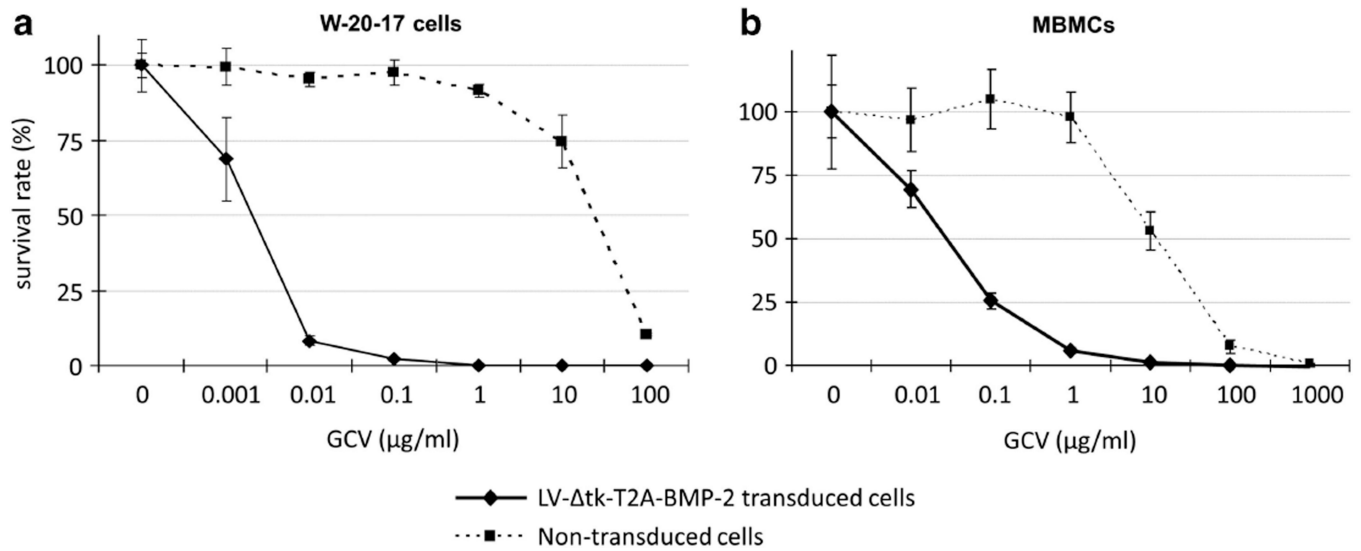 a
W-20-17 cells
survival rate (%)
100
75
50
25
0
0 0.001 0.01 0.1 1 10 100
GCV (µg/ml)
b
MBMCs
100
75
50
25
0
0 0.01 0.1 1 10 100 1000
GCV (µg/ml)
LV-Δtk-T2A-BMP-2 transduced cells
Non-transduced cells